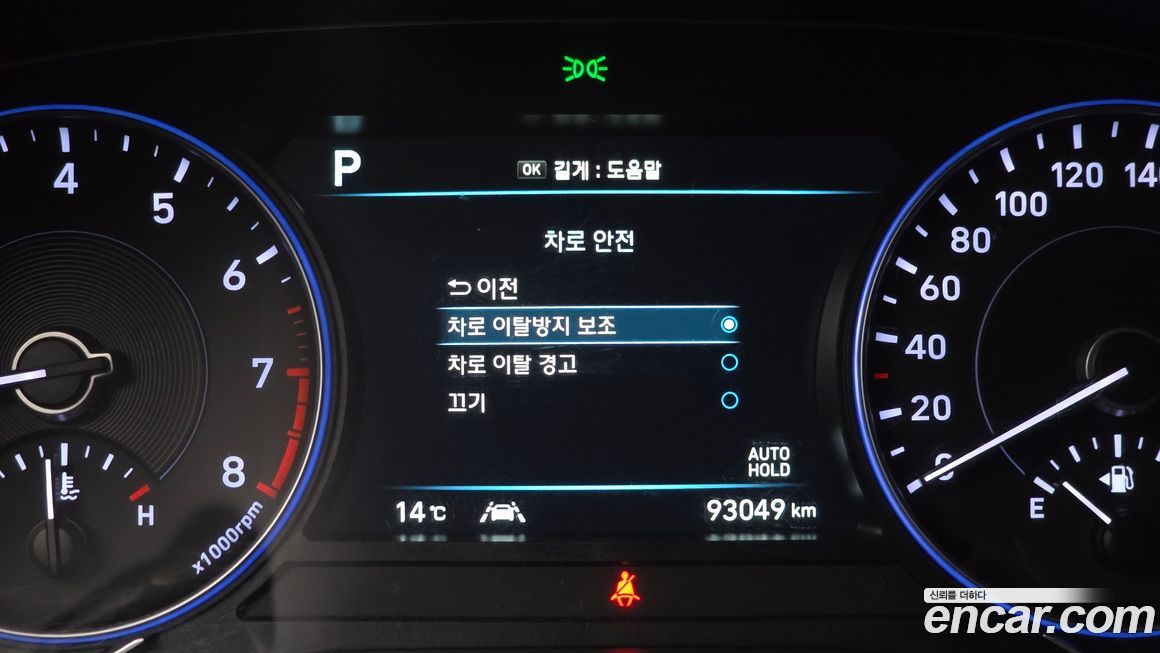 P
OK 길게 : 도움말
차로 안전
이전
차로 이탈방지 보조
차로 이탈 경고
끄기
AUTO
HOLD
14℃
93049 km
4
5
6
7
8
x1000rpm
H
0
20
40
60
80
100
120
140
E
신뢰를 더하다
encar.com